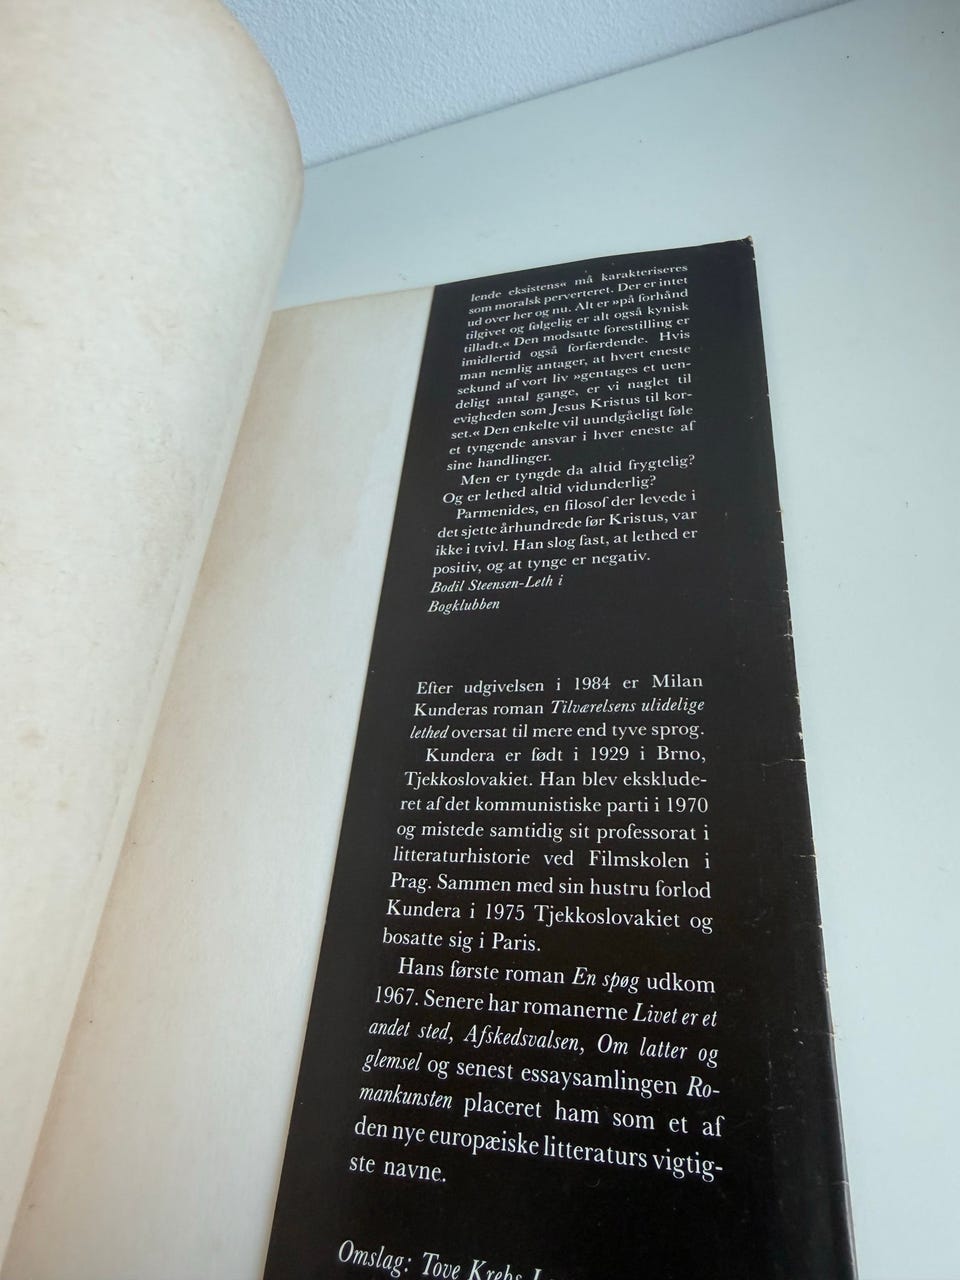 lende eksistens« må karakteriseres
som moralsk perverteret. Der er intet
ud over her og nu. Alt er »på forhånd
tilgivet og følgelig er alt også kynisk
tilladt.« Den modsatte forestilling er
imidlertid også forfærdende. Hvis
man nemlig antager, at hvert eneste
sekund af vort liv »gentages et uen-
deligt antal gange, er vi naglet til
evigheden som Jesus Kristus til kor-
set.« Den enkelte vil uundgåeligt føle
et tyngende ansvar i hver eneste af
sine handlinger.
Men er tyngde da altid frygtelig?
Og er lethed altid vidunderlig?
Parmenides, en filosof der levede i
det sjette århundrede før Kristus, var
ikke i tvivl. Han slog fast, at lethed er
positiv, og at tynge er negativ.
Bodil Steensen-Leth i
Bogklubben
Efter udgivelsen i 1984 er Milan
Kunderas roman Tilværelsens ulidelige
lethed oversat til mere end tyve sprog.
Kundera er født i 1929 i Brno,
Tjekkoslovakiet. Han blev eksklude-
ret af det kommunistiske parti i 1970
og mistede samtidig sit professorat i
litteraturhistorie ved Filmskolen i
Prag. Sammen med sin hustru forlod
Kundera i 1975 Tjekkoslovakiet og
bosatte sig i Paris.
Hans første roman En spøg udkom
1967. Senere har romanerne Livet er et
andet sted, Afskedsvalsen, Om latter og
glemsel og senest essaysamlingen Ro-
mankunsten placeret ham som et af
den nye europæiske litteraturs vigtig-
ste navne.
Omslag: Tove Krebs